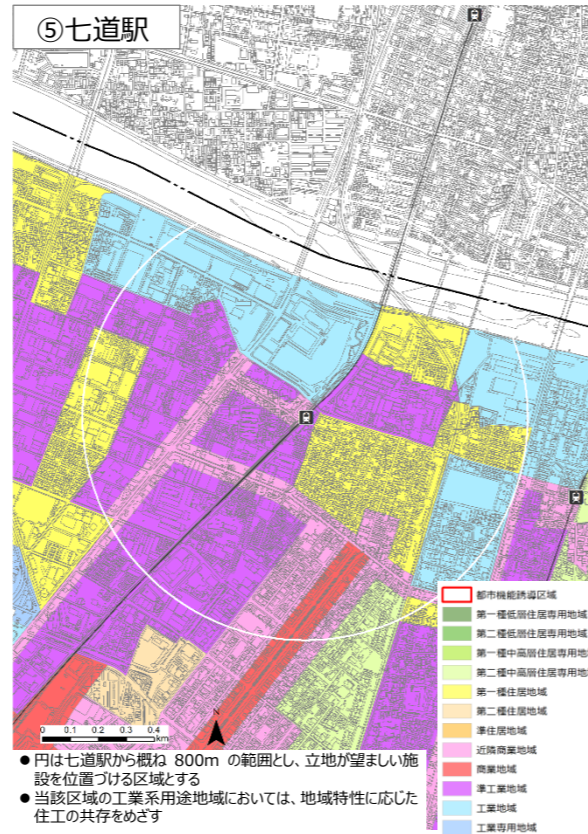 ⑤七道駅
都市機能誘導区域
第一種低層住居専用地域
第二種低層住居専用地域
第一種中高層住居専用地
第二種中高層住居専用地
第一種住居地域
第二種住居地域
準住居地域
近隣商業地域
商業地域
準工業地域
工業地域
工業専用地域
N
0 0.1 0.2 0.3 0.4
km
● 円は七道駅から概ね 800m の範囲とし、立地が望ましい施
設を位置づける区域とする
● 当該区域の工業系用途地域においては、地域特性に応じた
住工の共存をめざす